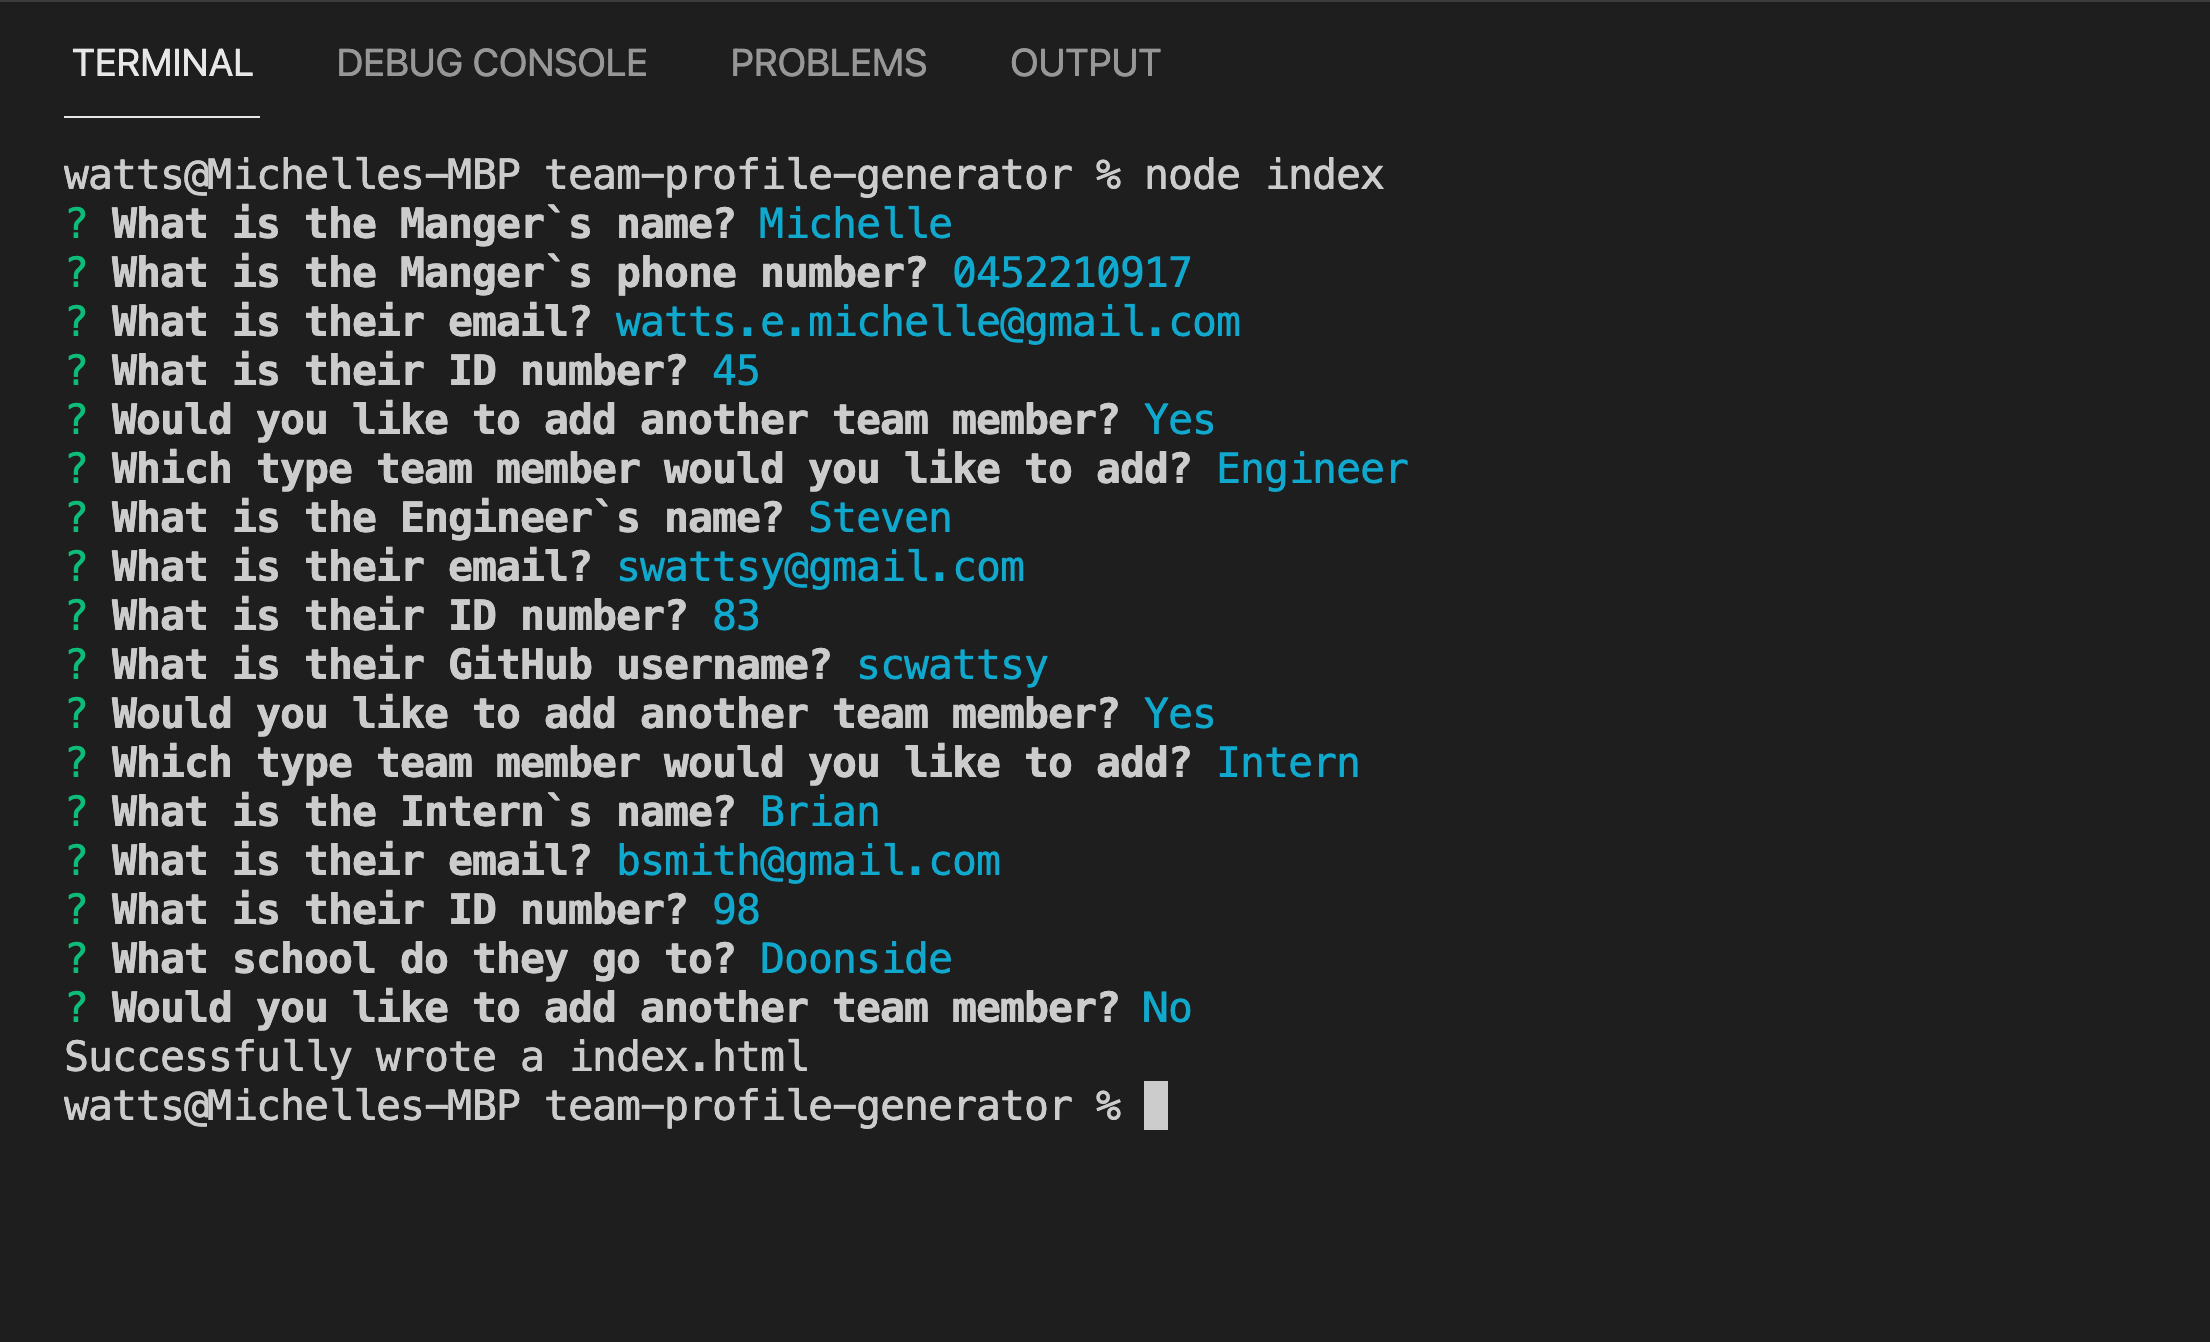 TERMINAL DEBUG CONSOLE PROBLEMS OUTPUT
watts@Michelles-MBP team-profile-generator % node index
? What is the Manger`s name? Michelle
? What is the Manger`s phone number? 0452210917
? What is their email? watts.e.michelle@gmail.com
? What is their ID number? 45
? Would you like to add another team member? Yes
? Which type team member would you like to add? Engineer
? What is the Engineer`s name? Steven
? What is their email? swattsy@gmail.com
? What is their ID number? 83
? What is their GitHub username? scwattsy
? Would you like to add another team member? Yes
? Which type team member would you like to add? Intern
? What is the Intern`s name? Brian
? What is their email? bsmith@gmail.com
? What is their ID number? 98
? What school do they go to? Doonside
? Would you like to add another team member? No
Successfully wrote a index.html
watts@Michelles-MBP team-profile-generator %